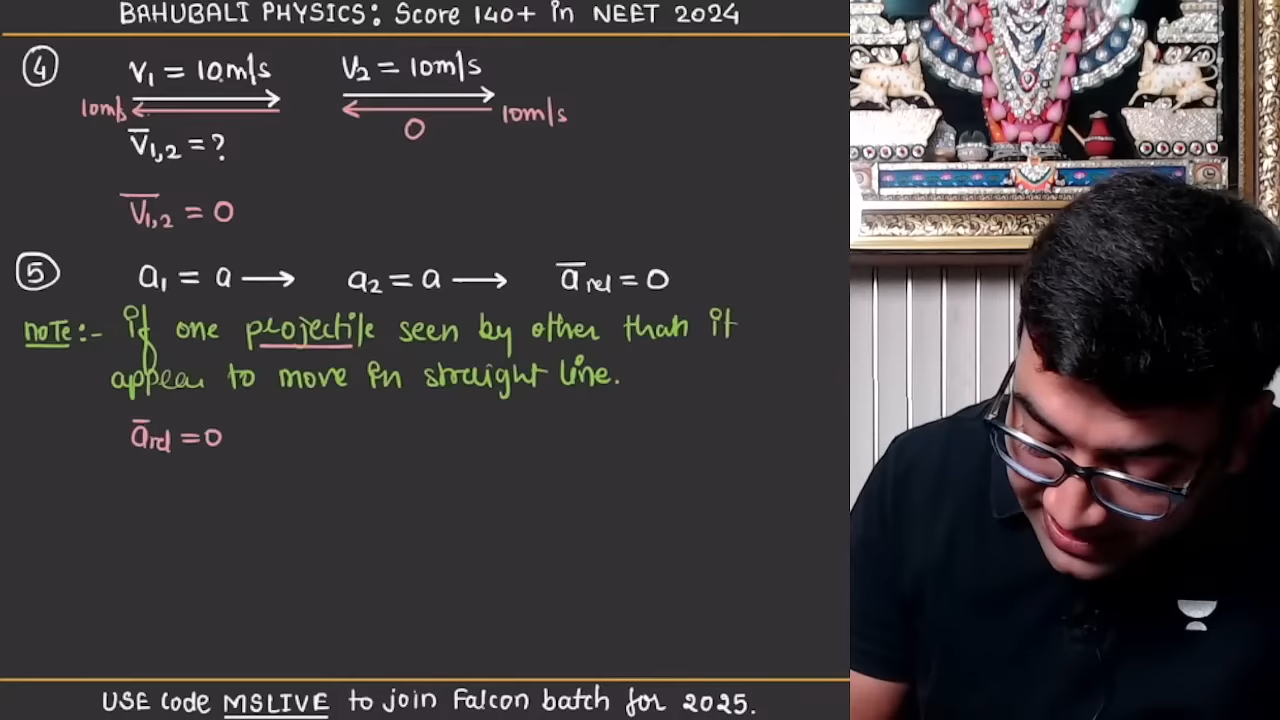 BAHUBALI PHYSICS: Score 140+ in NEET 2024
4
v₁ = 10m/s V₂ = 10m/s
10m/s 10m/s
0
V̅₁,₂ = ?
V̅₁,₂ = 0
5 a₁ = a → a₂ = a → a̅rel = 0
NOTE:- if one projectile seen by other than it
appear to move in straight line.
a̅rel = 0
USE Code MSLIVE to join Falcon batch for 2025.